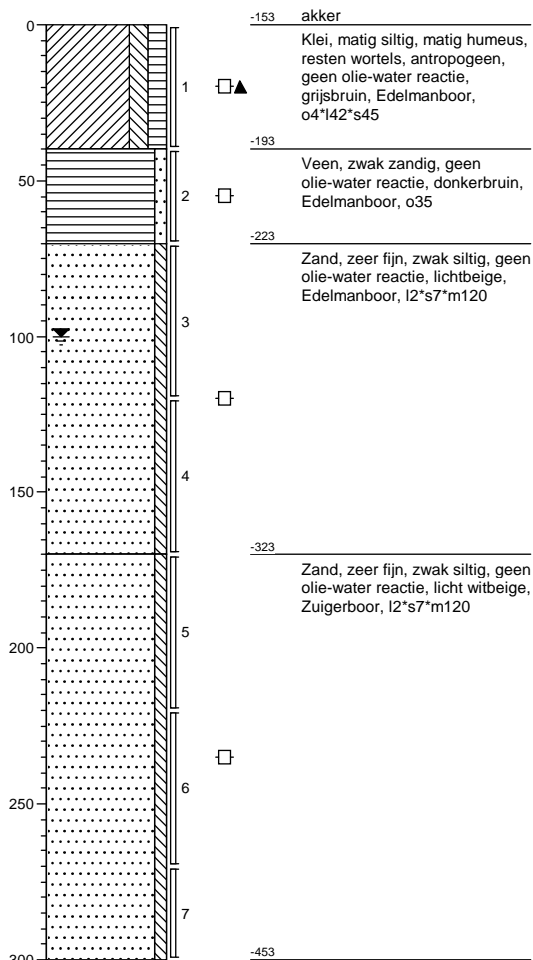 0
50
100
150
200
250
300
1
2
3
4
5
6
7
-153 akker
Klei, matig siltig, matig humeus,
resten wortels, antropogeen,
geen olie-water reactie,
grijsbruin, Edelmanboor,
o4*l42*s45
-193
Veen, zwak zandig, geen
olie-water reactie, donkerbruin,
Edelmanboor, o35
-223
Zand, zeer fijn, zwak siltig, geen
olie-water reactie, lichtbeige,
Edelmanboor, l2*s7*m120
-323
Zand, zeer fijn, zwak siltig, geen
olie-water reactie, licht witbeige,
Zuigerboor, l2*s7*m120
-453